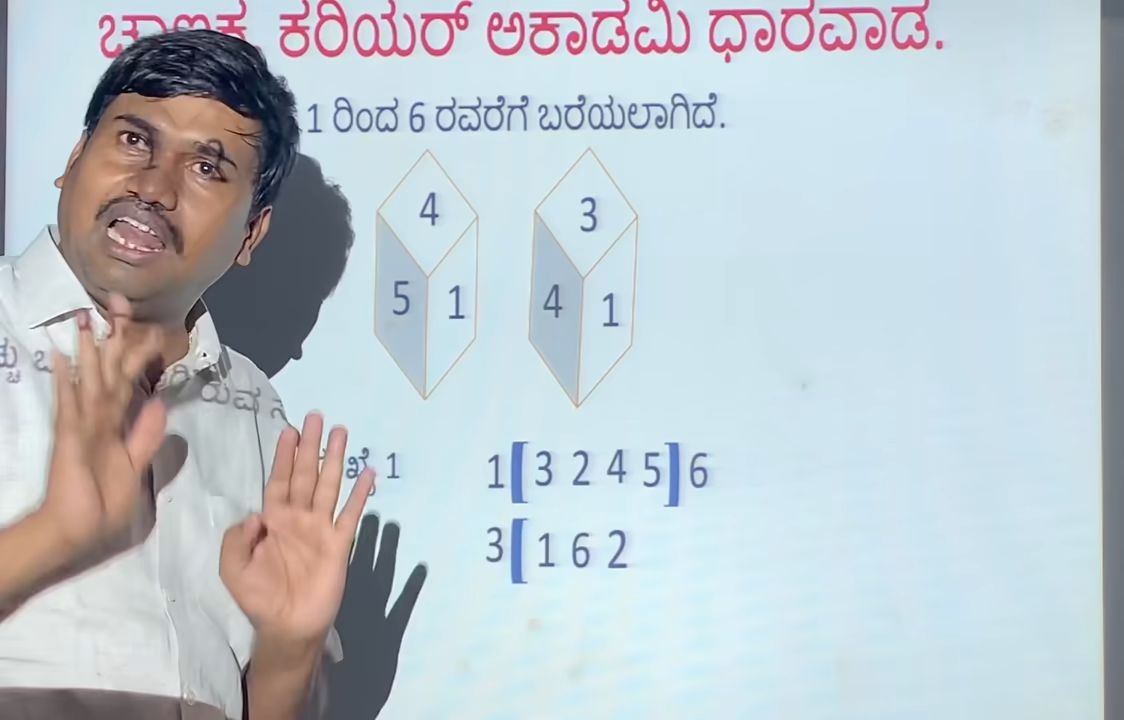 ಕರಿಯರ್ ಅಕಾಡಮಿ ಧಾರವಾಡ.
1 ರಿಂದ 6 ರವರೆಗೆ ಬರೆಯಲಾಗಿದೆ.
4 3
5 1 4 1
1 1[3 2 4 5]6
3[1 6 2